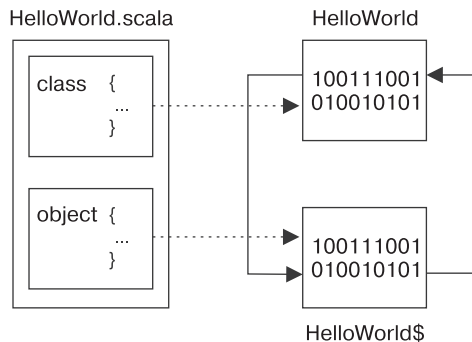 HelloWorld.scala
class {
...
}
object {
...
}
HelloWorld
100111001
010010101
100111001
010010101
HelloWorld$